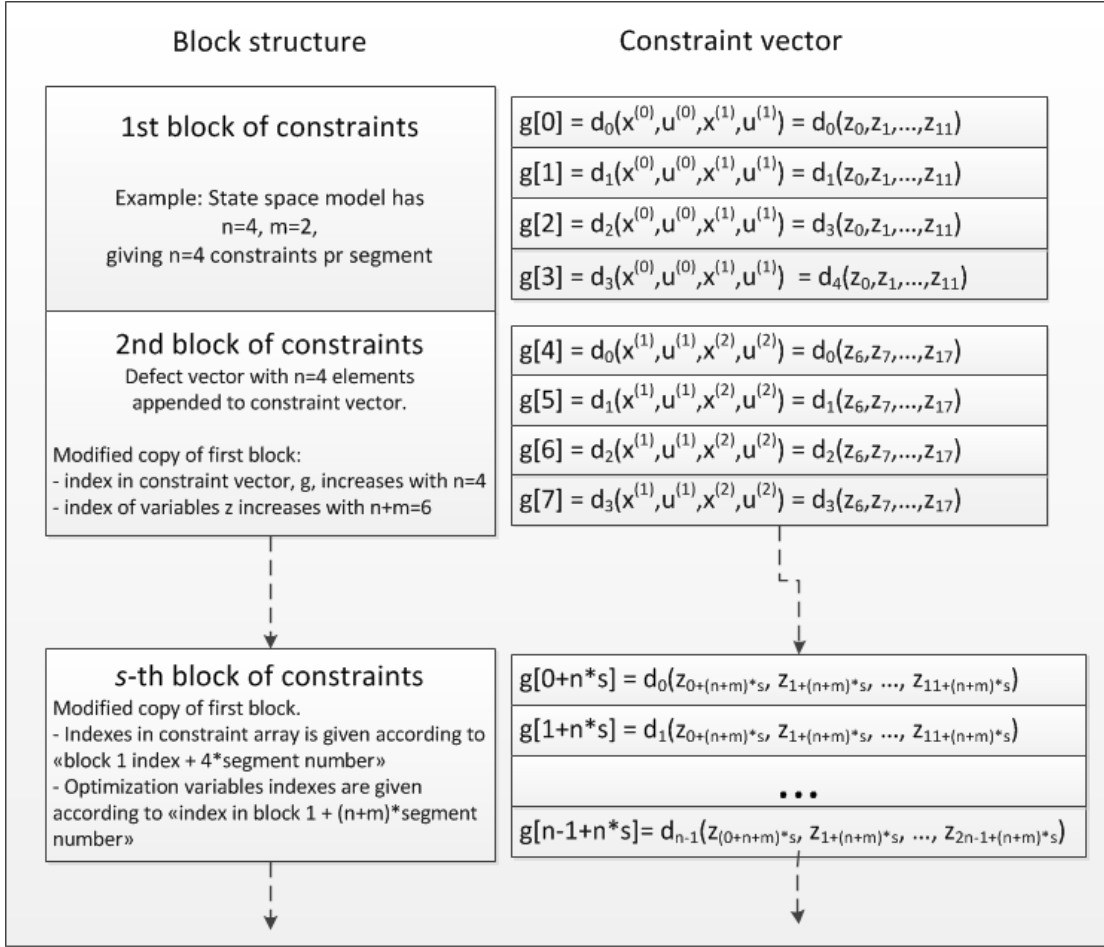 Block structure
Constraint vector
1st block of constraints
Example: State space model has
n=4, m=2,
giving n=4 constraints pr segment
g[0] = d₀(x⁽⁰⁾,u⁽⁰⁾,x⁽¹⁾,u⁽¹⁾) = d₀(z₀,z₁,...,z₁₁)
g[1] = d₁(x⁽⁰⁾,u⁽⁰⁾,x⁽¹⁾,u⁽¹⁾) = d₁(z₀,z₁,...,z₁₁)
g[2] = d₂(x⁽⁰⁾,u⁽⁰⁾,x⁽¹⁾,u⁽¹⁾) = d₃(z₀,z₁,...,z₁₁)
g[3] = d₃(x⁽⁰⁾,u⁽⁰⁾,x⁽¹⁾,u⁽¹⁾) = d₄(z₀,z₁,...,z₁₁)
2nd block of constraints
Defect vector with n=4 elements
appended to constraint vector.
Modified copy of first block:
- index in constraint vector, g, increases with n=4
- index of variables z increases with n+m=6
g[4] = d₀(x⁽¹⁾,u⁽¹⁾,x⁽²⁾,u⁽²⁾) = d₀(z₆,z₇,...,z₁₇)
g[5] = d₁(x⁽¹⁾,u⁽¹⁾,x⁽²⁾,u⁽²⁾) = d₁(z₆,z₇,...,z₁₇)
g[6] = d₂(x⁽¹⁾,u⁽¹⁾,x⁽²⁾,u⁽²⁾) = d₂(z₆,z₇,...,z₁₇)
g[7] = d₃(x⁽¹⁾,u⁽¹⁾,x⁽²⁾,u⁽²⁾) = d₃(z₆,z₇,...,z₁₇)
s-th block of constraints
Modified copy of first block.
- Indexes in constraint array is given according to
«block 1 index + 4*segment number»
- Optimization variables indexes are given
according to «index in block 1 + (n+m)*segment
number»
g[0+n*s] = d₀(z₀₊₍ₙ₊ₘ₎*ₛ, z₁₊₍ₙ₊ₘ₎*ₛ, ..., z₁₁₊₍ₙ₊ₘ₎*ₛ)
g[1+n*s] = d₁(z₀₊₍ₙ₊ₘ₎*ₛ, z₁₊₍ₙ₊ₘ₎*ₛ, ..., z₁₁₊₍ₙ₊ₘ₎*ₛ)
...
g[n-1+n*s]= dₙ₋₁(z₍₀₊ₙ₊ₘ₎*ₛ, z₁₊₍ₙ₊ₘ₎*ₛ, ..., z₂ₙ₋₁₊₍ₙ₊ₘ₎*ₛ)